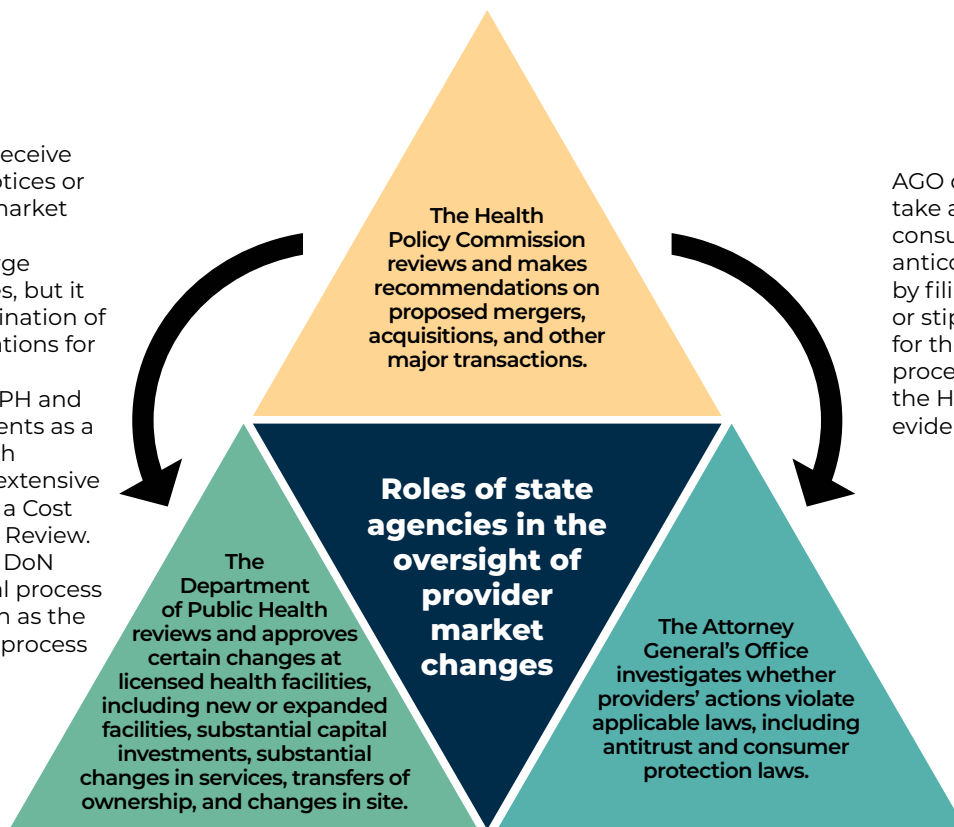 eceive
otices or
market
rge
es, but it
ination of
ations for
PH and
ents as a
h
extensive
a Cost
Review.
DoN
al process
n as the
process
The Health
Policy Commission
reviews and makes
recommendations on
proposed mergers,
acquisitions, and other
major transactions.
AGO
take a
consu
antico
by fili
or stip
for th
proce
the H
evide
Roles of state
agencies in the
oversight of
provider
market
changes
The
Department
of Public Health
reviews and approves
certain changes at
licensed health facilities,
including new or expanded
facilities, substantial capital
investments, substantial
changes in services, transfers of
ownership, and changes in site.
The Attorney
General's Office
investigates whether
providers' actions violate
applicable laws, including
antitrust and consumer
protection laws.